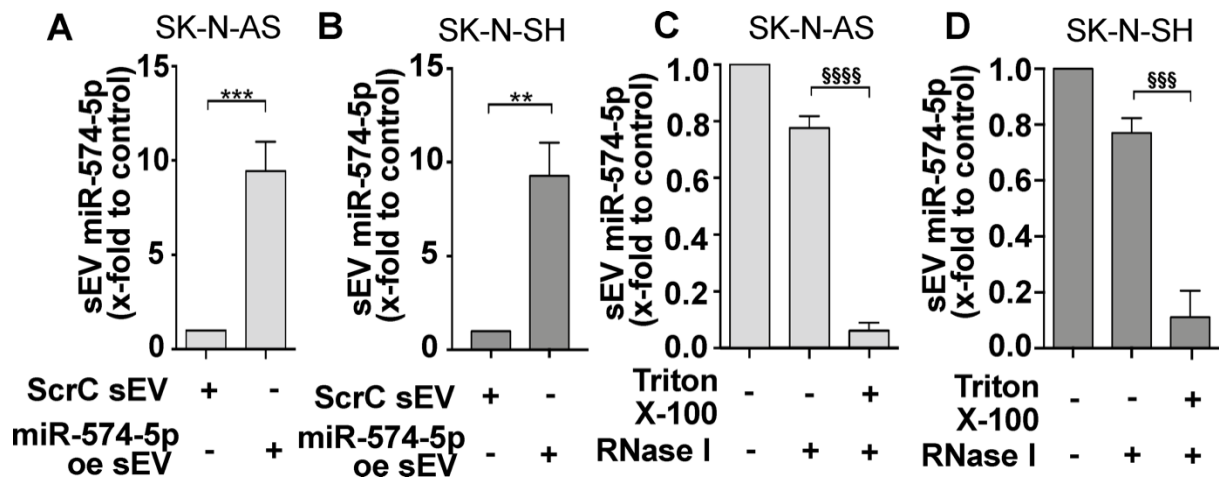 A
SK-N-AS
sEV miR-574-5p
(x-fold to control)
15
10
5
0
***
ScrC sEV + -
miR-574-5p
oe sEV - +
B
SK-N-SH
sEV miR-574-5p
(x-fold to control)
15
10
5
0
**
ScrC sEV + -
miR-574-5p
oe sEV - +
C
SK-N-AS
sEV miR-574-5p
(x-fold to control)
1.0
0.8
0.6
0.4
0.2
0.0
§§§§
Triton
X-100 - - +
RNase I - + +
D
SK-N-SH
sEV miR-574-5p
(x-fold to control)
1.0
0.8
0.6
0.4
0.2
0.0
§§§
Triton
X-100 - - +
RNase I - + +